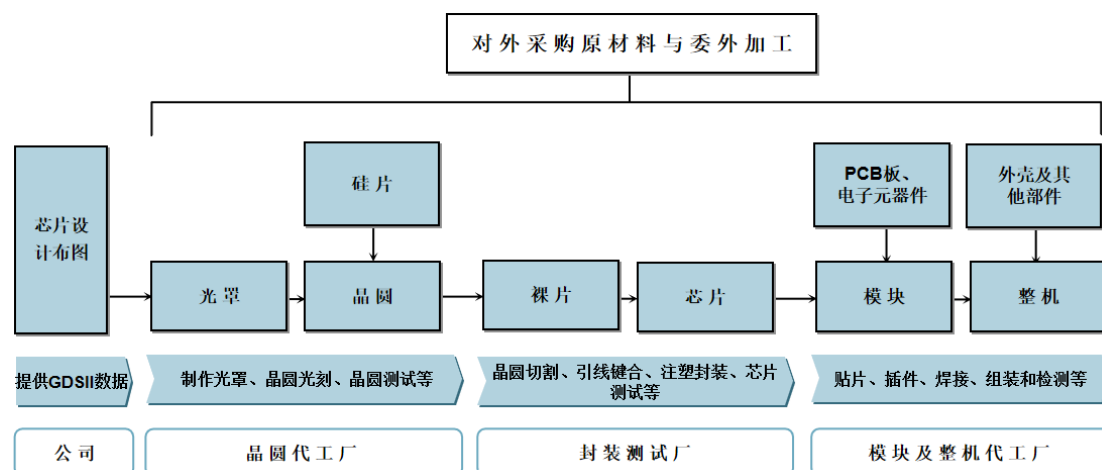 对外采购原材料与委外加工
芯片设
计布图
硅片
PCB板、
电子元器件
外壳及其
他部件
光罩
晶圆
裸片
芯片
模块
整机
提供GDSII数据
制作光罩、晶圆光刻、晶圆测试等
晶圆切割、引线键合、注塑封装、芯片
测试等
贴片、插件、焊接、组装和检测等
公司
晶圆代工厂
封装测试厂
模块及整机代工厂